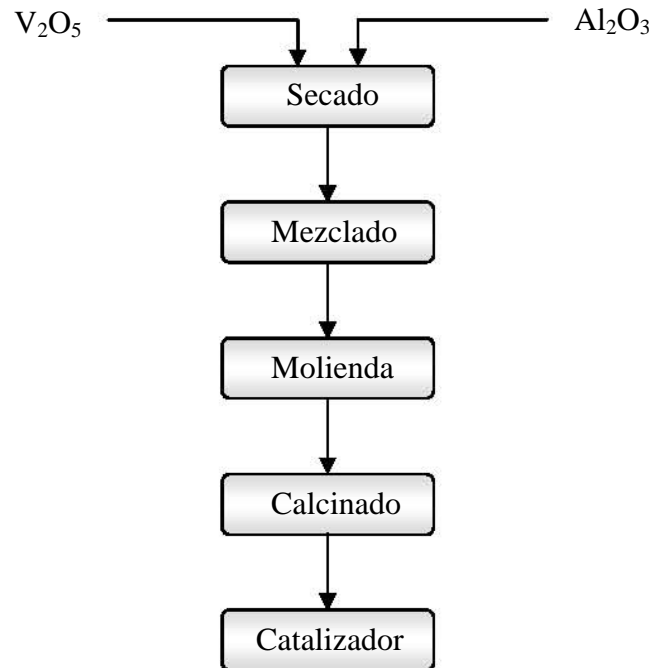 V₂O₅
Al₂O₃
Secado
Mezclado
Molienda
Calcinado
Catalizador